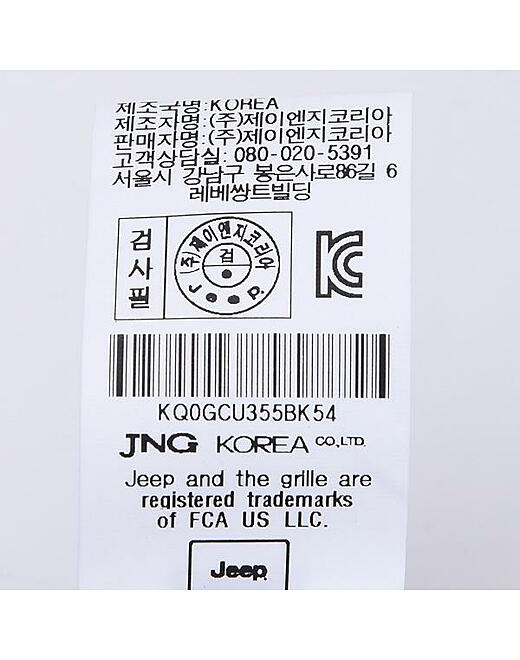 제조국명:KOREA
제조자명:(주)제이엔지코리아
판매자명:(주)제이엔지코리아
고객상담실: 080-020-5391
서울시 강남구 봉은사로86길 6
레베쌍트빌딩
검사필
(주)제이엔지코리아
검
Jeep.
KC
KQ0GCU355BK54
JNG KOREA CO,LTD.
Jeep and the grille are
registered trademarks
of FCA US LLC.
Jeep